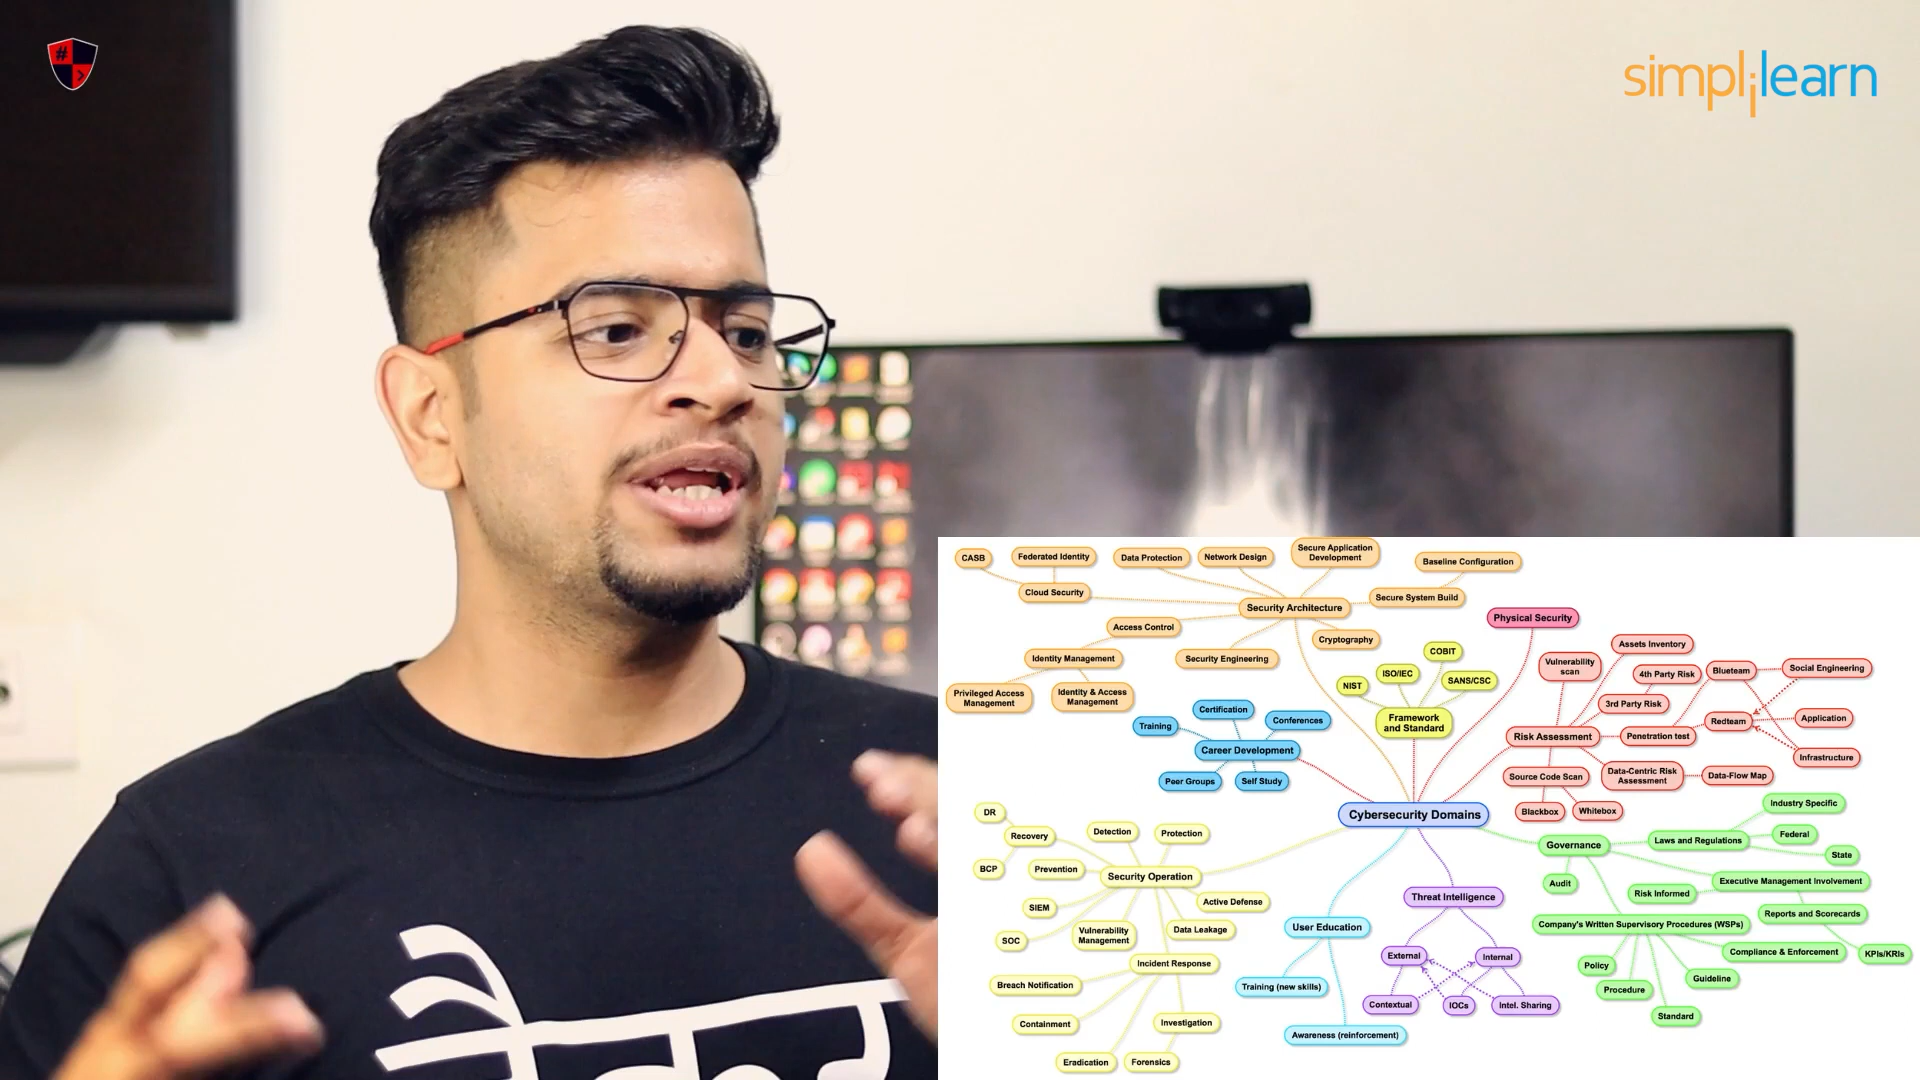 #
>
simplilearn
CASB
Federated Identity
Data Protection
Network Design
Secure Application
Development
Baseline Configuration
Cloud Security
Secure System Build
Security Architecture
Physical Security
Access Control
Cryptography
Assets Inventory
Identity Management
Security Engineering
COBIT
Vulnerability
scan
ISO/IEC
4th Party Risk
Blueteam
Social Engineering
NIST
SANS/CSC
Privileged Access
Management
Identity & Access
Management
3rd Party Risk
Certification
Framework
and Standard
Redteam
Application
Training
Conferences
Risk Assessment
Penetration test
Career Development
Infrastructure
Source Code Scan
Data-Centric Risk
Assessment
Data-Flow Map
Peer Groups
Self Study
Blackbox
Whitebox
Industry Specific
DR
Cybersecurity Domains
Recovery
Detection
Protection
Federal
Laws and Regulations
Governance
State
BCP
Prevention
Security Operation
Executive Management Involvement
Audit
Risk Informed
Threat Intelligence
SIEM
Active Defense
Reports and Scorecards
Company's Written Supervisory Procedures (WSPs)
User Education
SOC
Vulnerability
Management
Data Leakage
Compliance & Enforcement
KPIs/KRIs
External
Internal
Incident Response
Policy
Guideline
Breach Notification
Training (new skills)
Procedure
Contextual
IOCs
Intel. Sharing
Standard
Containment
Investigation
Awareness (reinforcement)
Eradication
Forensics